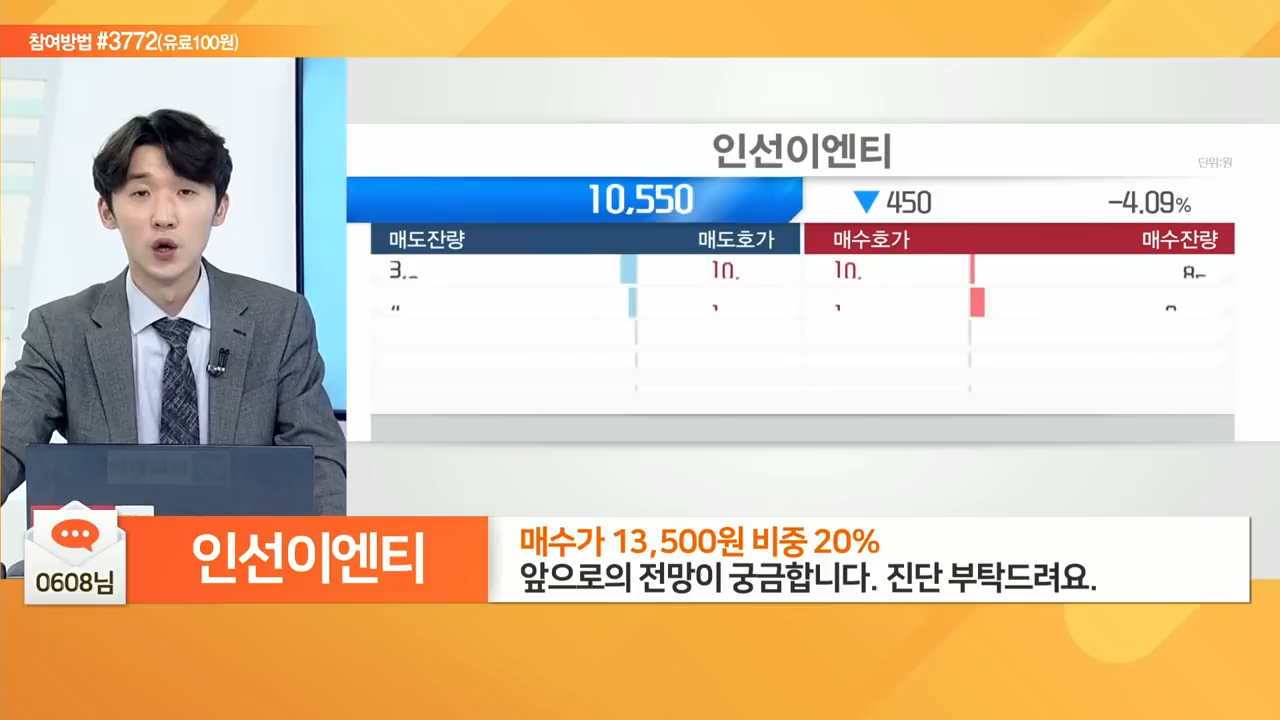 참여방법 #3772(유료100원)
인선이엔티
단위:원
10,550 ▼ 450 -4.09%
매도잔량 매도호가 매수호가 매수잔량
10. 10.
0608님
인선이엔티
매수가 13,500원 비중 20%
앞으로의 전망이 궁금합니다. 진단 부탁드려요.